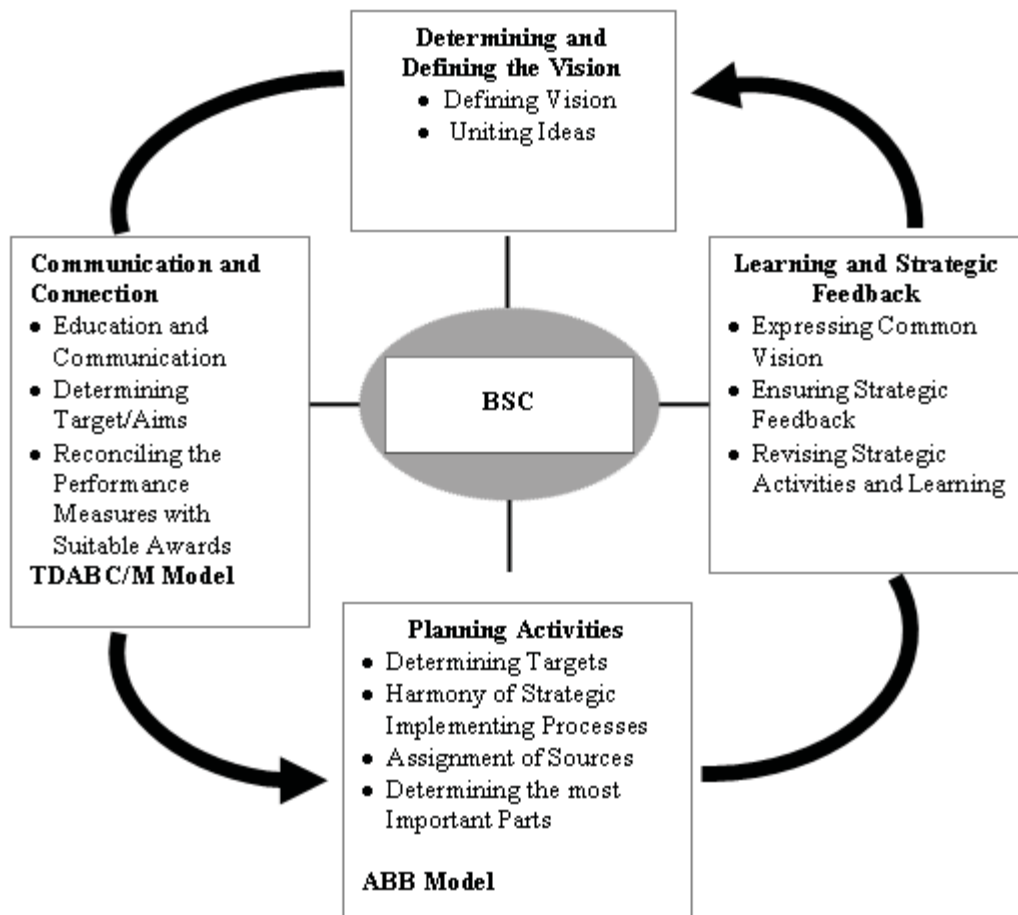 Determining and
Defining the Vision
● Defining Vision
● Uniting Ideas
Communication and
Connection
● Education and
Communication
● Determining
Target/Aims
● Reconciling the
Performance
Measures with
Suitable Awards
TDABC/M Model
BSC
Learning and Strategic
Feedback
● Expressing Common
Vision
● Ensuring Strategic
Feedback
● Revising Strategic
Activities and Learning
Planning Activities
● Determining Targets
● Harmony of Strategic
Implementing Processes
● Assignment of Sources
● Determining the most
Important Parts
ABB Model